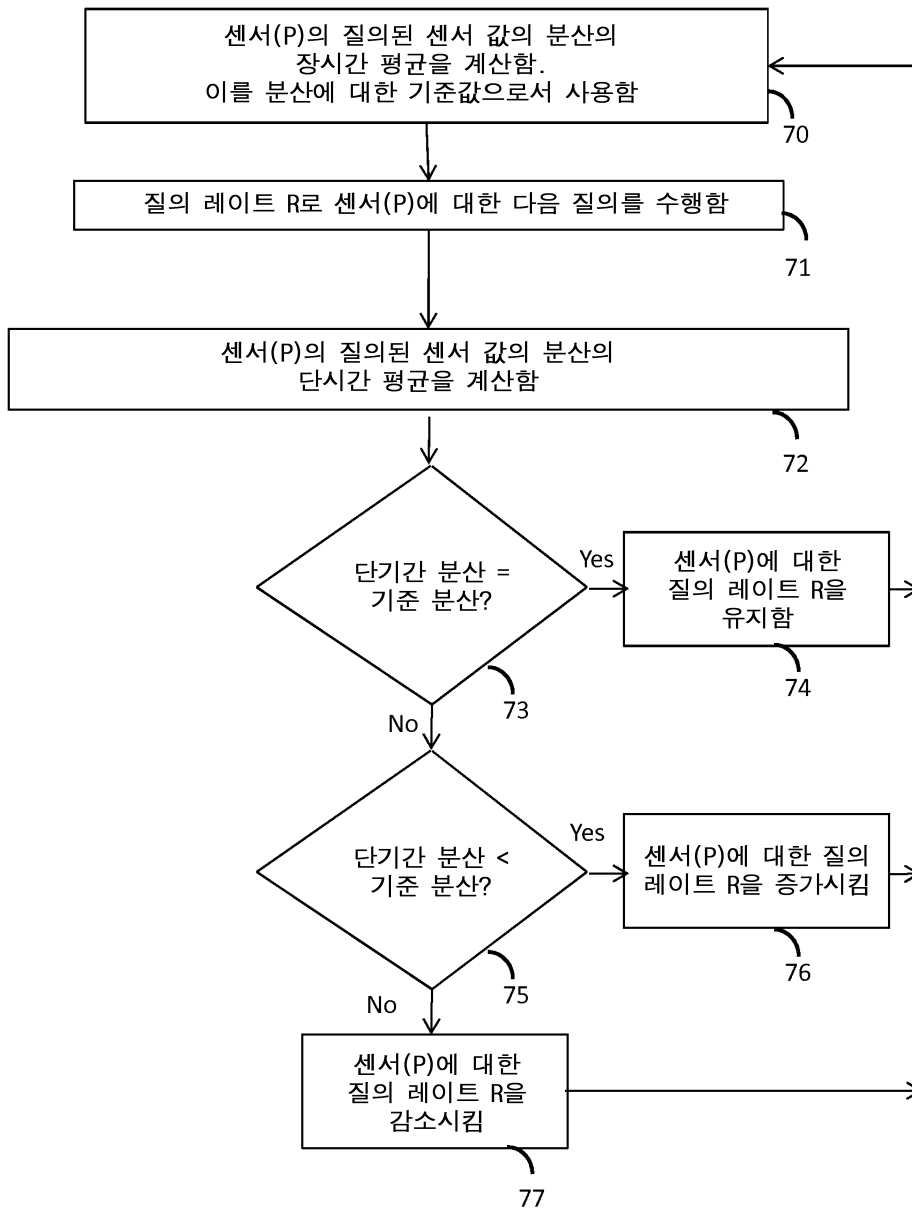 센서(P)의 질의된 센서 값의 분산의
장시간 평균을 계산함.
이를 분산에 대한 기준값으로서 사용함
70
질의 레이트 R로 센서(P)에 대한 다음 질의를 수행함
71
센서(P)의 질의된 센서 값의 분산의
단시간 평균을 계산함
72
단기간 분산 =
기준 분산?
73
Yes
센서(P)에 대한
질의 레이트 R을
유지함
74
No
단기간 분산 <
기준 분산?
75
Yes
센서(P)에 대한 질의
레이트 R을 증가시킴
76
No
센서(P)에 대한
질의 레이트 R을
감소시킴
77